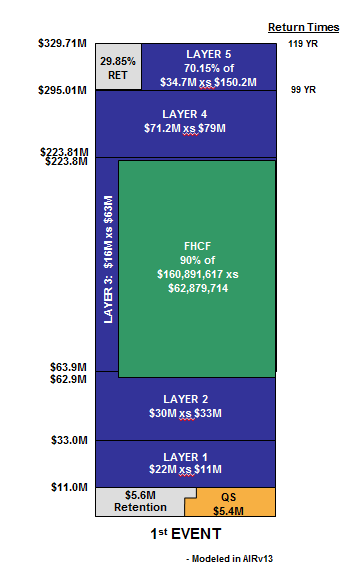 Return Times
$329.71M
119 YR
29.85%
RET
LAYER 5
70.15% of
$34.7M xs $150.2M
$295.01M
99 YR
LAYER 4
$71.2M xs $79M
$223.81M
$223.8M
LAYER 3:  $16M xs $63M
FHCF
90% of
$160,891,617 xs
$62,879,714
$63.9M
$62.9M
LAYER 2
$30M xs $33M
$33.0M
LAYER 1
$22M xs $11M
$11.0M
$5.6M
Retention
QS
$5.4M
1st EVENT
- Modeled in AIRv13